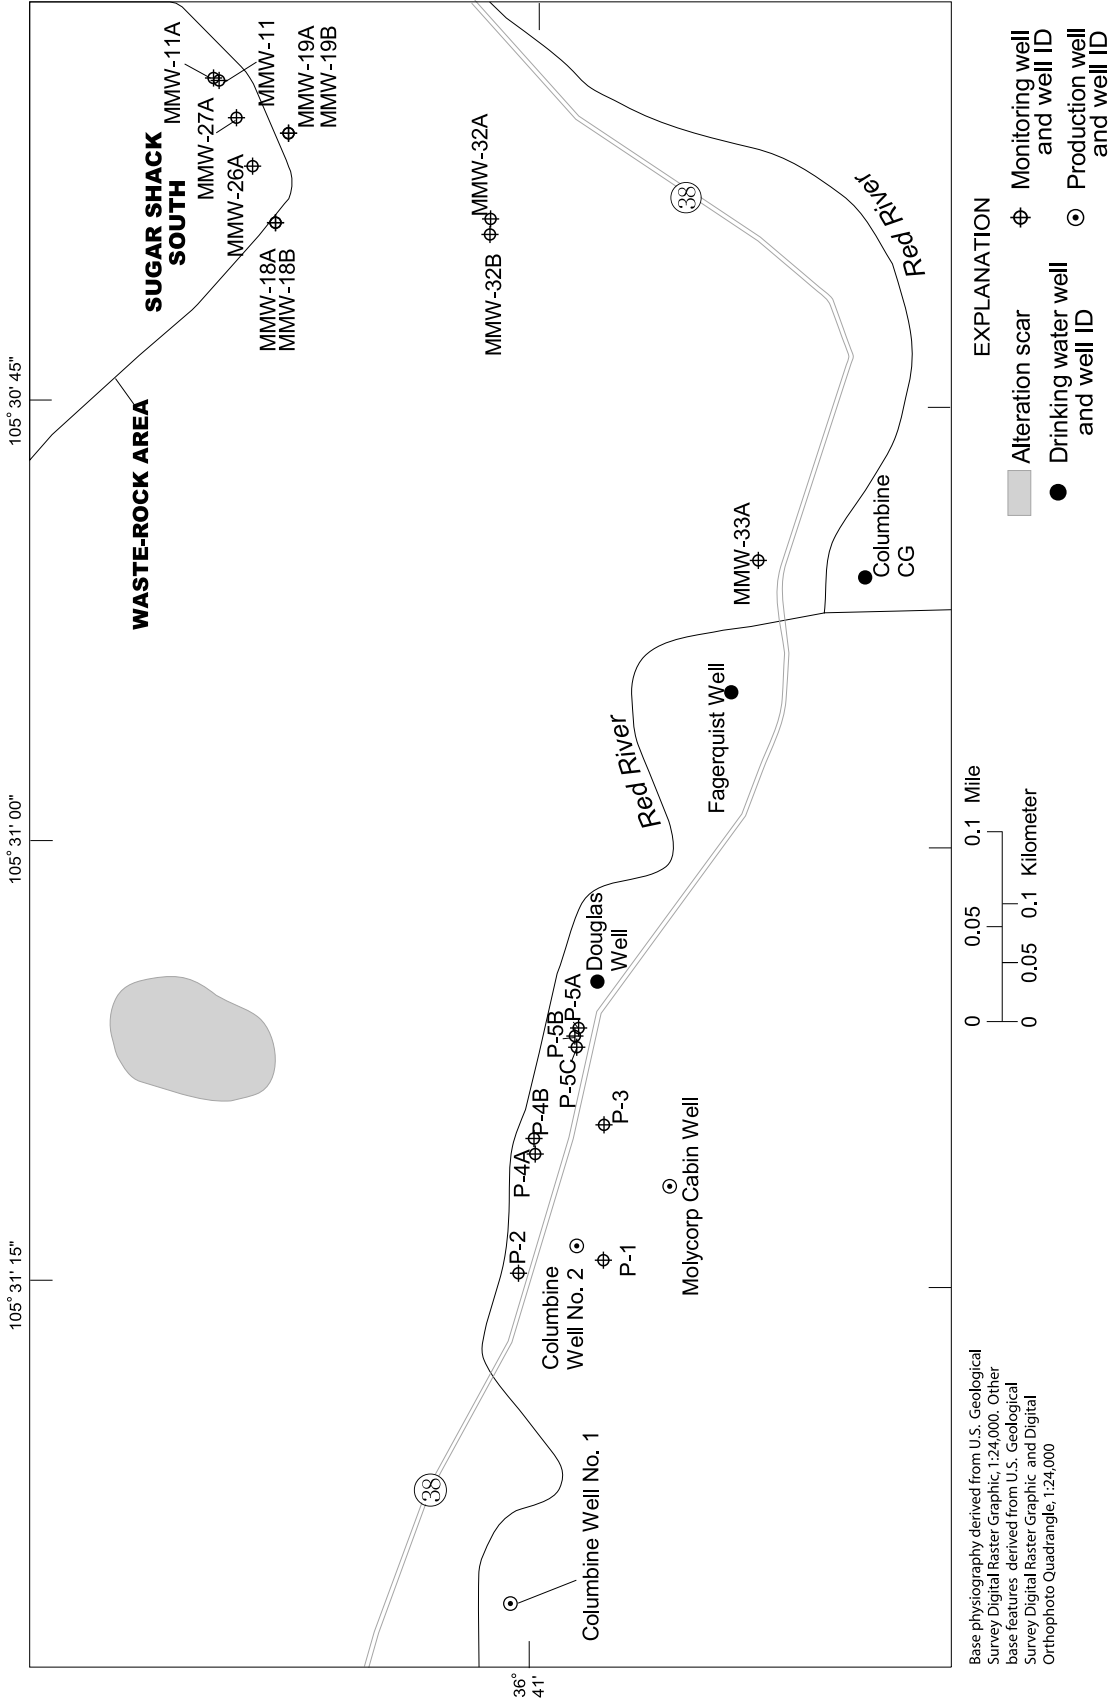 105° 31' 15"
105° 31' 00"
105° 30' 45"
36°
41'
WASTE-ROCK AREA
SUGAR SHACK
SOUTH
MMW-11A
MMW-27A
MMW-26A
MMW-11
MMW-18A
MMW-18B
MMW-19A
MMW-19B
MMW-32B
MMW-32A
38
Red River
MMW-33A
Columbine
CG
Red River
Fagerquist Well
Douglas
Well
P-5A
P-5B
P-5C
P-4B
P-4A
P-3
P-2
P-1
Columbine
Well No. 2
Molycorp Cabin Well
38
Columbine Well No. 1
Base physiography derived from U.S. Geological
Survey Digital Raster Graphic, 1:24,000. Other
base features derived from U.S. Geological
Survey Digital Raster Graphic and Digital
Orthophoto Quadrangle, 1:24,000
0 0.05 0.1 Mile
0 0.05 0.1 Kilometer
EXPLANATION
Alteration scar
Drinking water well
and well ID
Monitoring well
and well ID
Production well
and well ID